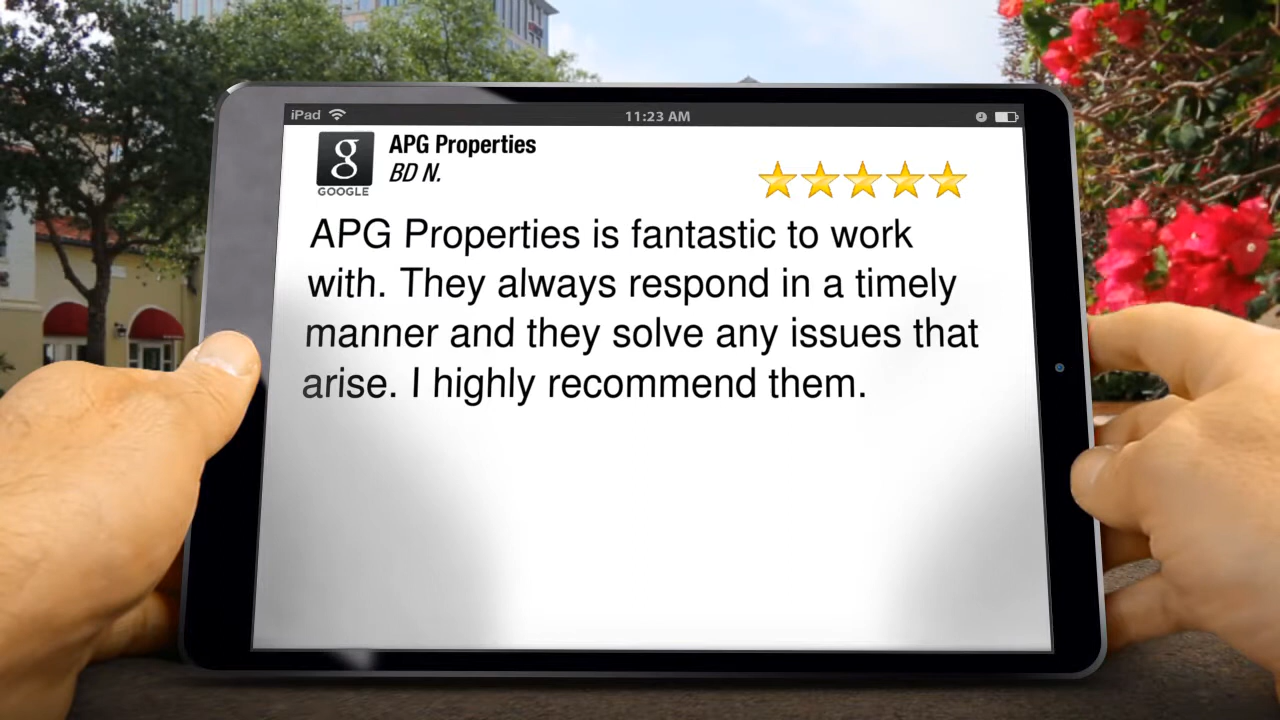 iPad 11:23 AM
g
GOOGLE
APG Properties
BD N.
APG Properties is fantastic to work
with. They always respond in a timely
manner and they solve any issues that
arise. I highly recommend them.